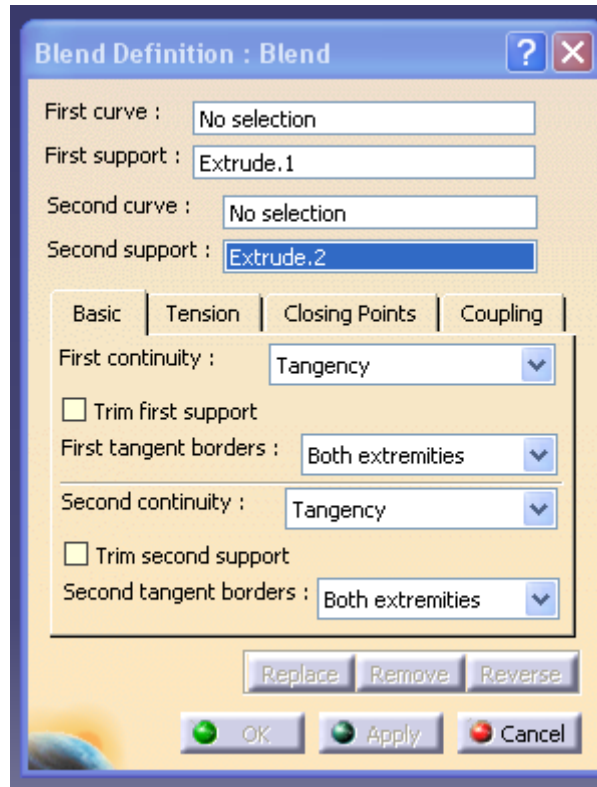 Blend Definition : Blend
First curve : No selection
First support : Extrude.1
Second curve : No selection
Second support : Extrude.2
Basic Tension Closing Points Coupling
First continuity : Tangency
Trim first support
First tangent borders : Both extremities
Second continuity : Tangency
Trim second support
Second tangent borders : Both extremities
Replace Remove Reverse
OK Apply Cancel